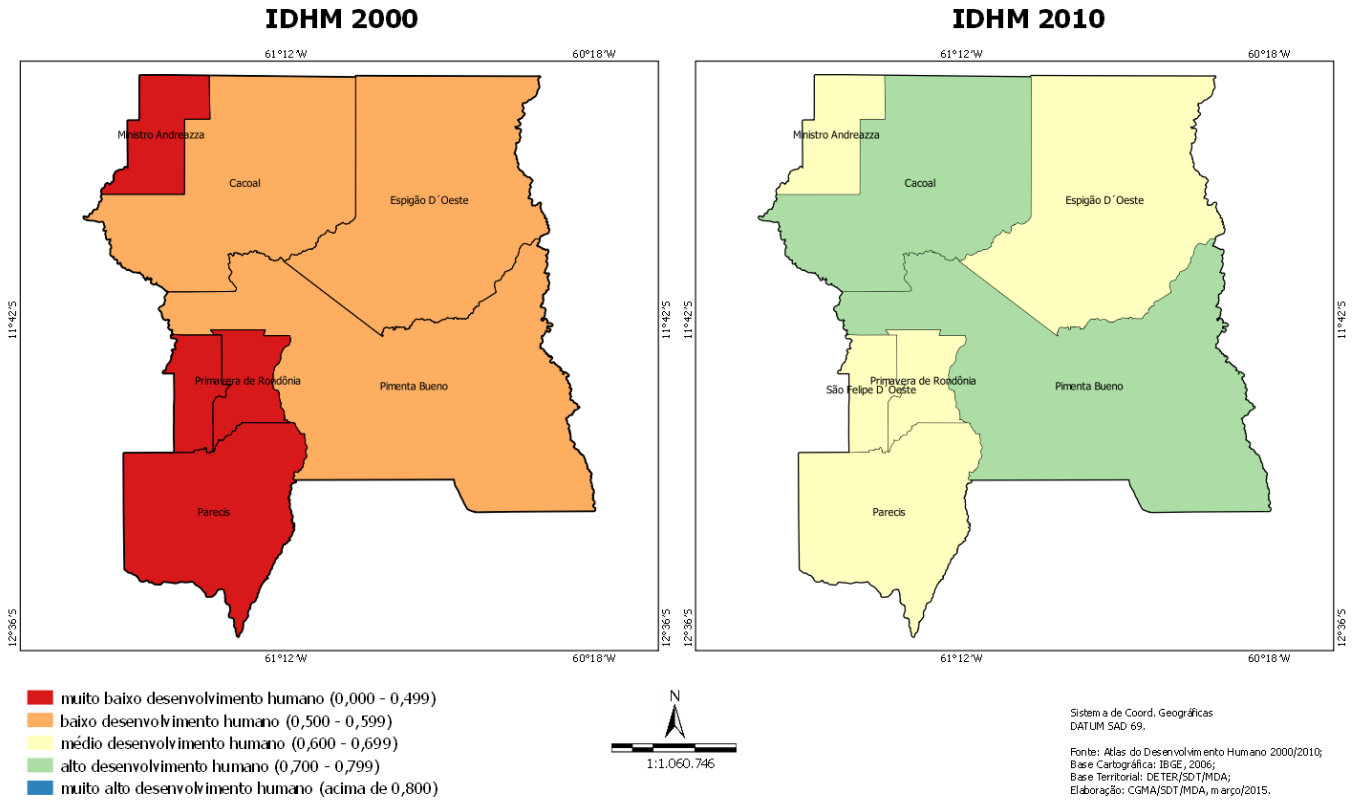 IDHM 2000
IDHM 2010
61°12'W
60°18'W
61°12'W
60°18'W
Ministro Andreazza
Cacoal
Espigão D´Oeste
Primavera de Rondônia
Pimenta Bueno
Parecis
Ministro Andreazza
Cacoal
Espigão D´Oeste
Primavera de Rondônia
São Felipe D´Oeste
Pimenta Bueno
Parecis
11°42'S
11°42'S
11°42'S
11°42'S
12°36'S
12°36'S
12°36'S
12°36'S
61°12'W
60°18'W
61°12'W
60°18'W
muito baixo desenvolvimento humano (0,000 - 0,499)
baixo desenvolvimento humano (0,500 - 0,599)
médio desenvolvimento humano (0,600 - 0,699)
alto desenvolvimento humano (0,700 - 0,799)
muito alto desenvolvimento humano (acima de 0,800)
N
1:1.060.745
Sistema de Coord. Geográficas
DATUM SAD 69.
Fonte: Atlas do Desenvolvimento Humano 2000/2010;
Base Cartográfica: IBGE, 2006;
Base Territorial: DETER/SDT/MDA;
Elaboração: CGMA/SDT/MDA, março/2015.